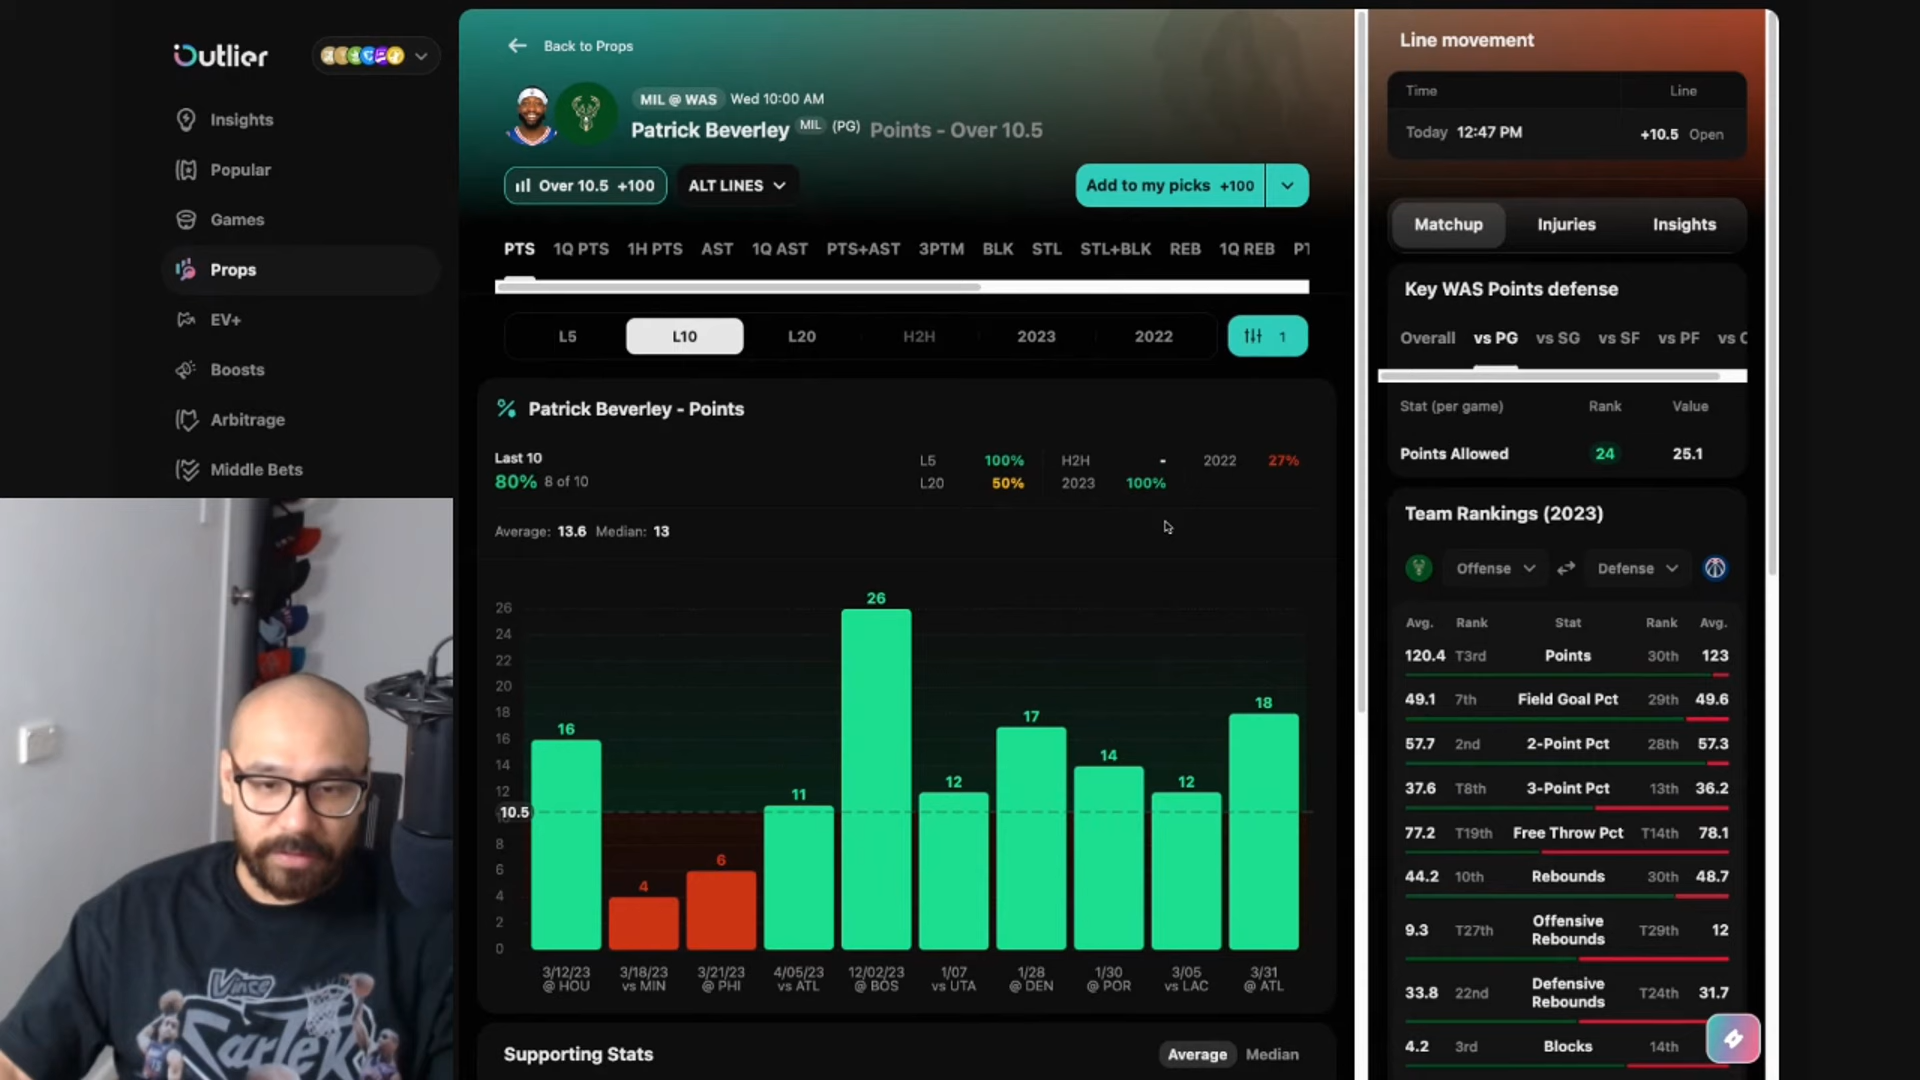 Outlier
Insights
Popular
Games
Props
EV+
Boosts
Arbitrage
Middle Bets
Back to Props
MIL @ WAS Wed 10:00 AM
Patrick Beverley MIL (PG) Points - Over 10.5
Over 10.5 +100
ALT LINES
Add to my picks +100
PTS 1Q PTS 1H PTS AST 1Q AST PTS+AST 3PTM BLK STL STL+BLK REB 1Q REB PT
L5 L10 L20 H2H 2023 2022
1
Patrick Beverley - Points
Last 10
80% 8 of 10
L5 100% H2H - 2022 27%
L20 50% 2023 100%
Average: 13.6 Median: 13
26
24
22
20
18
16
14
12
10.5
8
6
4
2
0
16
4
6
11
26
12
17
14
12
18
3/12/23 @ HOU
3/18/23 vs MIN
3/21/23 @ PHI
4/05/23 vs ATL
12/02/23 @ BOS
1/07 vs UTA
1/28 @ DEN
1/30 @ POR
3/05 vs LAC
3/31 @ ATL
Supporting Stats
Average Median
Line movement
Time Line
Today 12:47 PM +10.5 Open
Matchup Injuries Insights
Key WAS Points defense
Overall vs PG vs SG vs SF vs PF vs C
Stat (per game) Rank Value
Points Allowed 24 25.1
Team Rankings (2023)
Offense Defense
Avg. Rank Stat Rank Avg.
120.4 T3rd Points 30th 123
49.1 7th Field Goal Pct 29th 49.6
57.7 2nd 2-Point Pct 28th 57.3
37.6 T8th 3-Point Pct 13th 36.2
77.2 T19th Free Throw Pct T14th 78.1
44.2 10th Rebounds 30th 48.7
9.3 T27th Offensive Rebounds T29th 12
33.8 22nd Defensive Rebounds T24th 31.7
4.2 3rd Blocks 14th
Vince
Carter